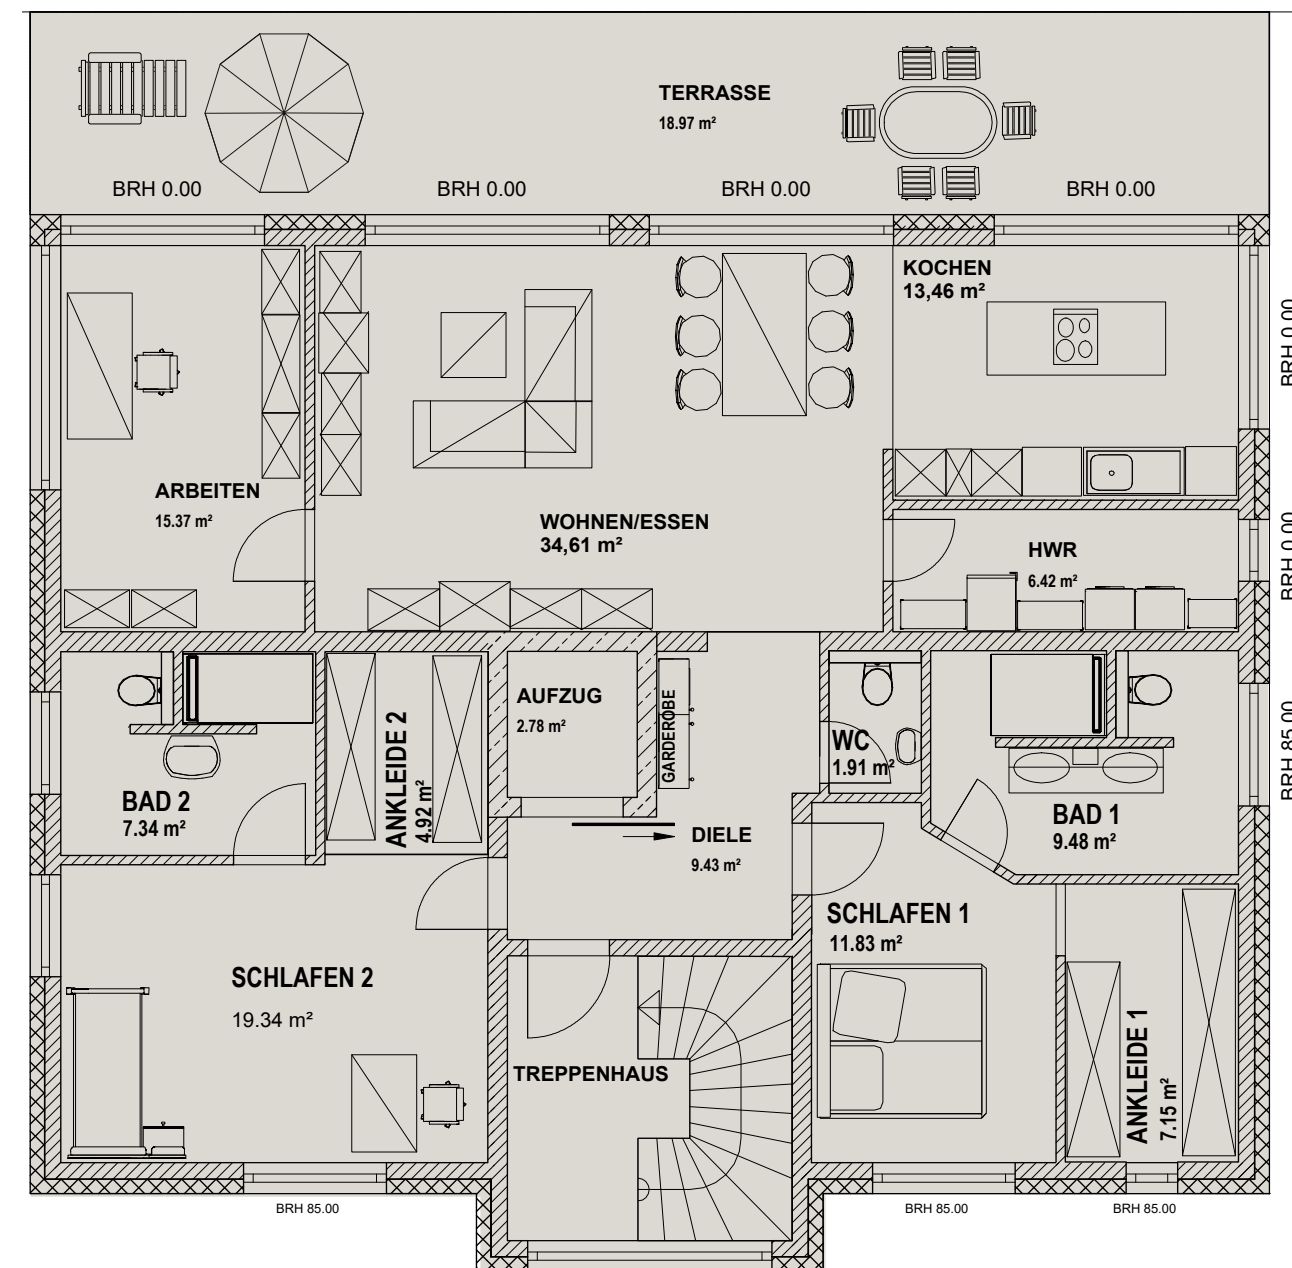 TERRASSE
18.97 m²
BRH 0.00
BRH 0.00
BRH 0.00
BRH 0.00
KOCHEN
13,46 m²
BRH 0.00
ARBEITEN
15.37 m²
WOHNEN/ESSEN
34,61 m²
HWR
6.42 m²
BRH 0.00
AUFZUG
2.78 m²
GARDEROBE
ANKLEIDE 2
4.92 m²
WC
1.91 m²
BRH 85.00
BAD 2
7.34 m²
DIELE
9.43 m²
BAD 1
9.48 m²
SCHLAFEN 1
11.83 m²
SCHLAFEN 2
19.34 m²
TREPPENHAUS
ANKLEIDE 1
7.15 m²
BRH 85.00
BRH 85.00
BRH 85.00